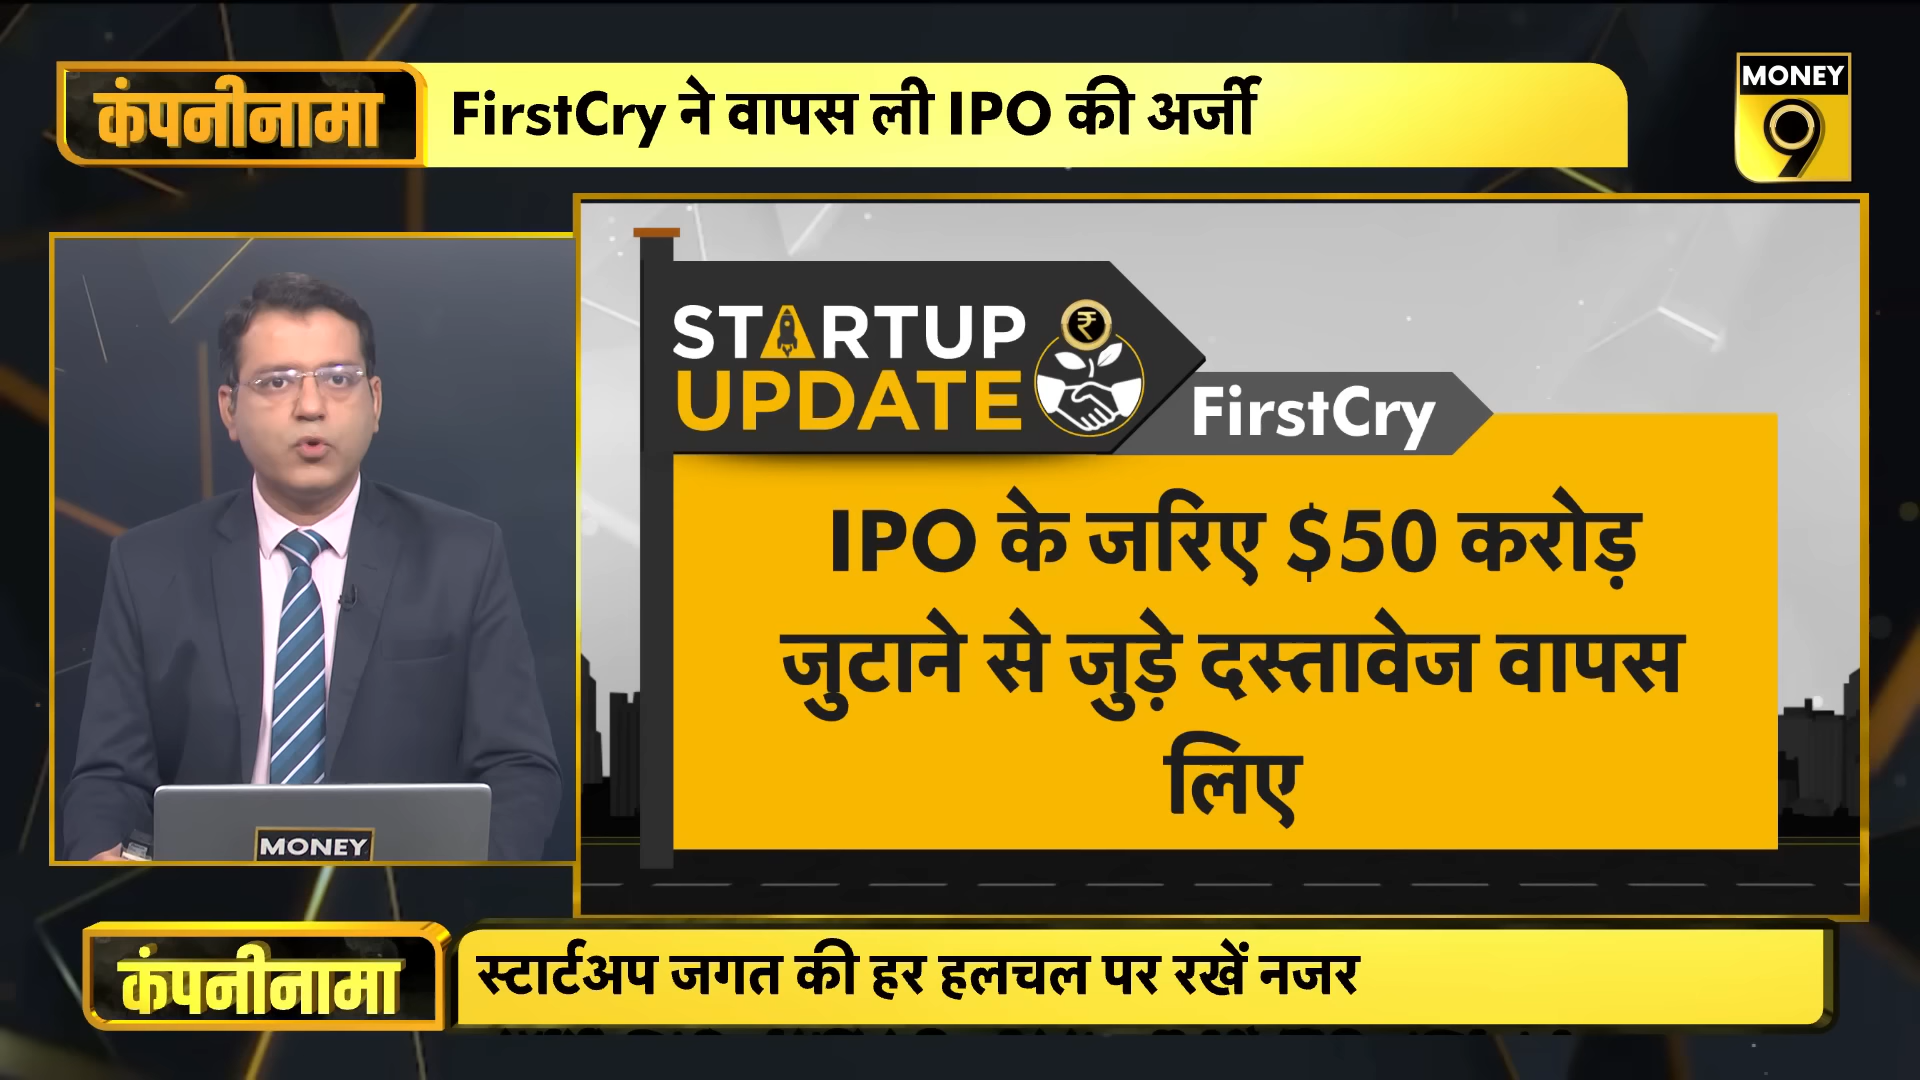 कंपनीनामा
FirstCry ने वापस ली IPO की अर्जी
MONEY
9
STARTUP
UPDATE
₹
FirstCry
IPO के जरिए $50 करोड़
जुटाने से जुड़े दस्तावेज वापस
लिए
MONEY
कंपनीनामा
स्टार्टअप जगत की हर हलचल पर रखें नजर